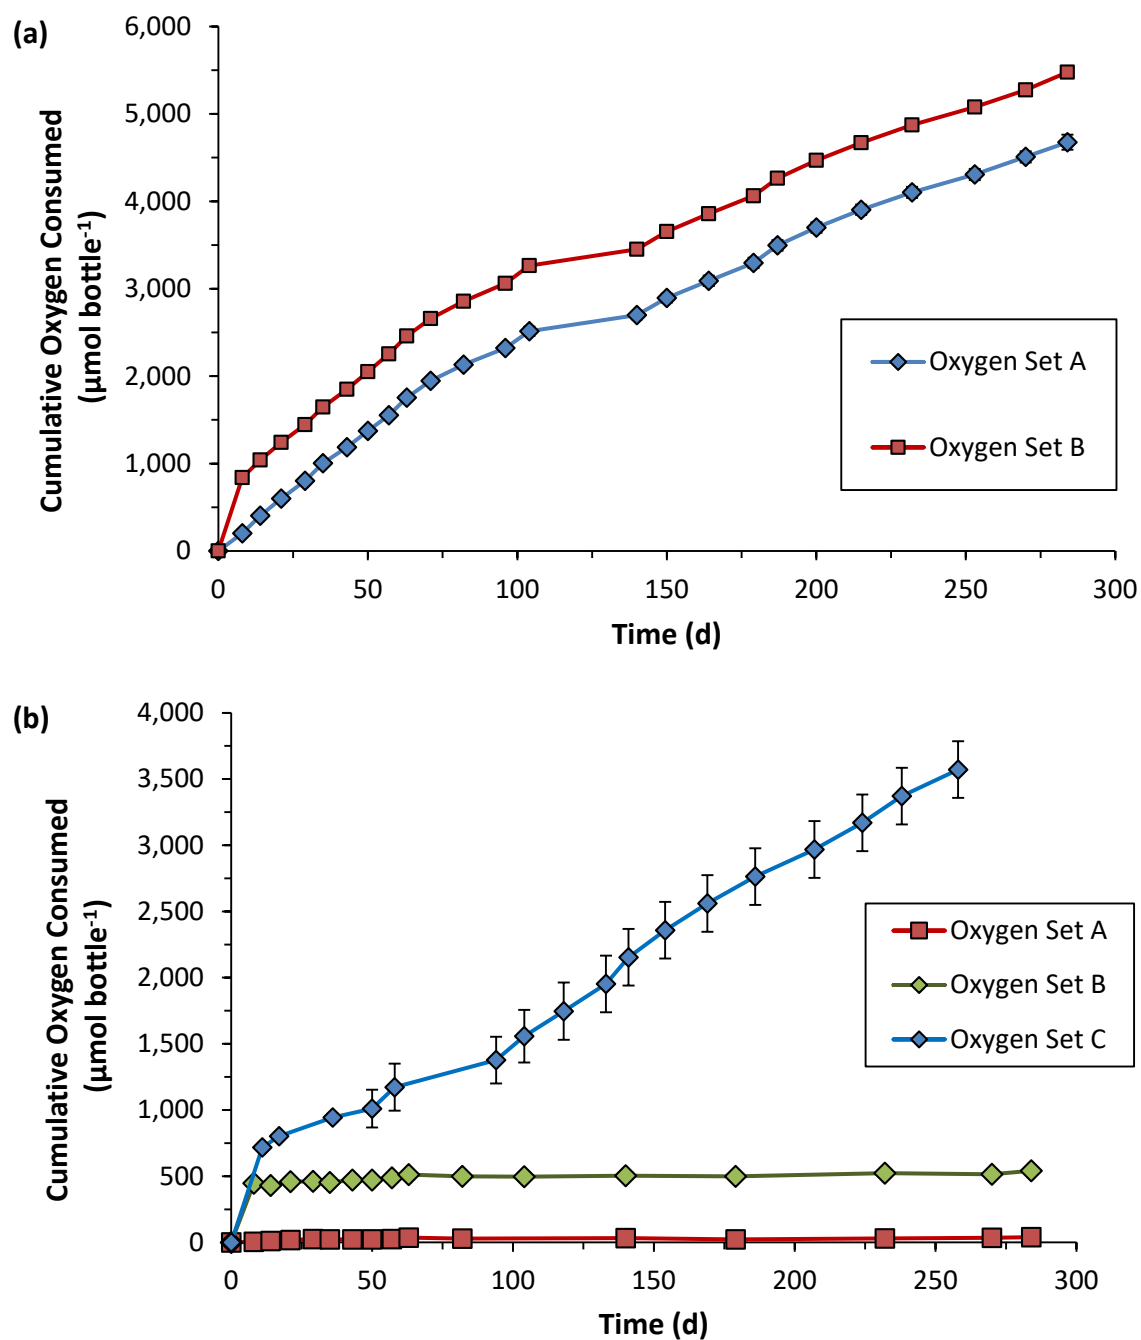 (a)
Cumulative Oxygen Consumed
(µmol bottle⁻¹)
6,000
5,000
4,000
3,000
2,000
1,000
0
0 50 100 150 200 250 300
Time (d)
Oxygen Set A
Oxygen Set B
(b)
Cumulative Oxygen Consumed
(µmol bottle⁻¹)
4,000
3,500
3,000
2,500
2,000
1,500
1,000
500
0
0 50 100 150 200 250 300
Time (d)
Oxygen Set A
Oxygen Set B
Oxygen Set C